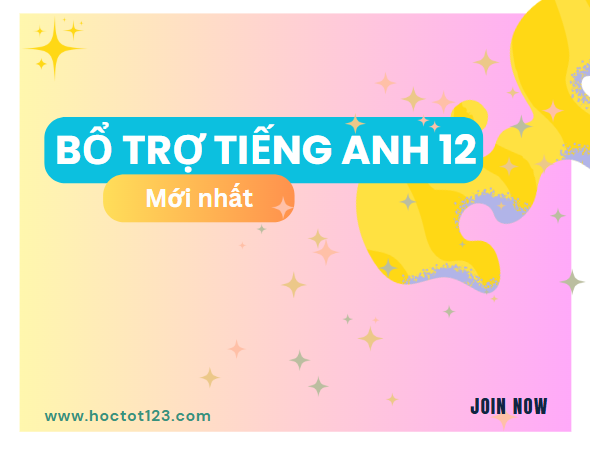 BỔ TRỢ TIẾNG ANH 12
Mới nhất
www.hoctot123.com
JOIN NOW